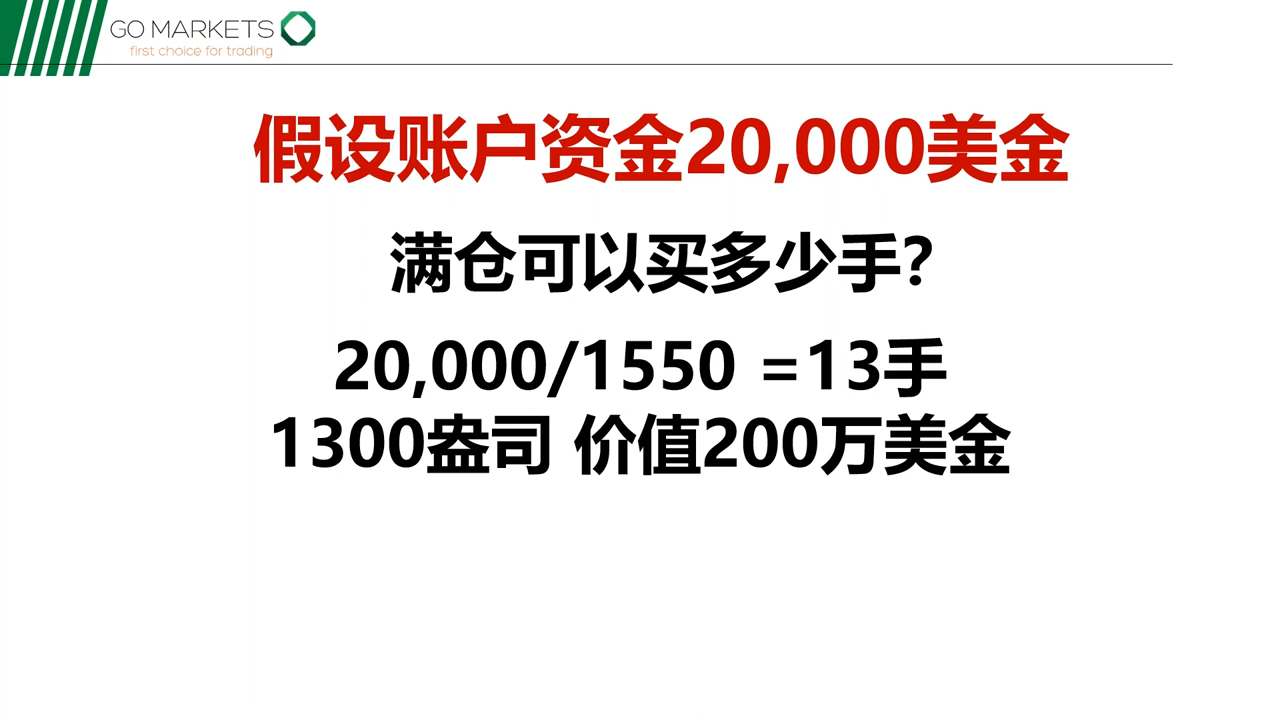 GO MARKETS
first choice for trading
假设账户资金20,000美金
满仓可以买多少手?
20,000/1550 =13手
1300盎司 价值200万美金